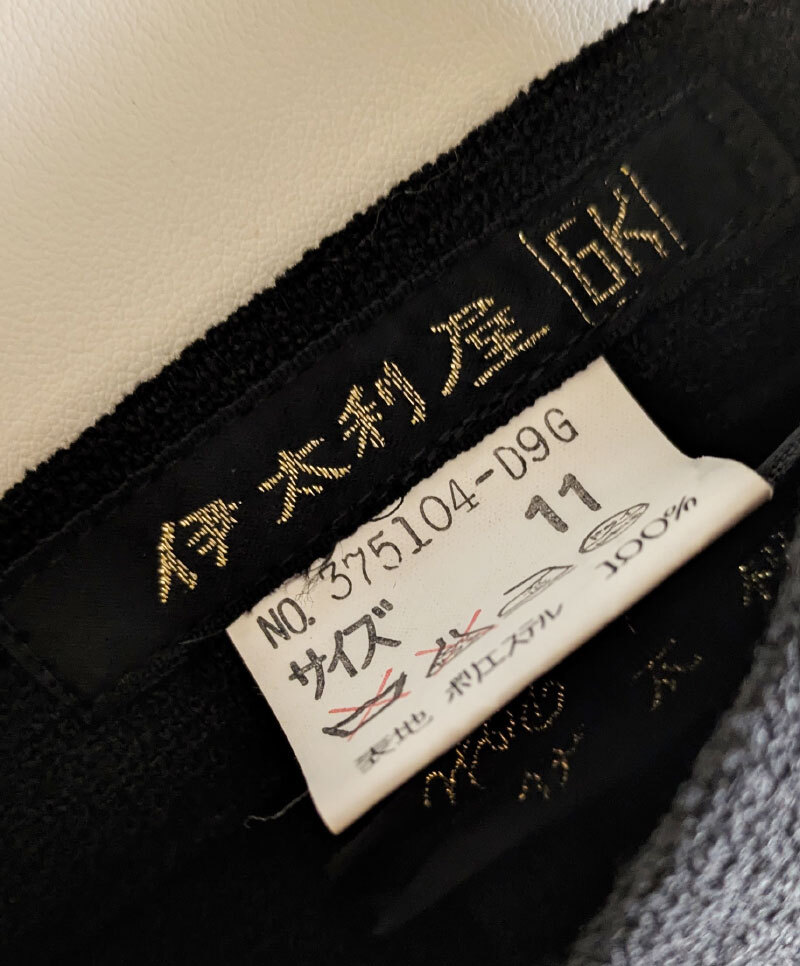 伊太利屋 GK
NO. 375104-D9G
サイズ 11
表地 ポリエステル 100%